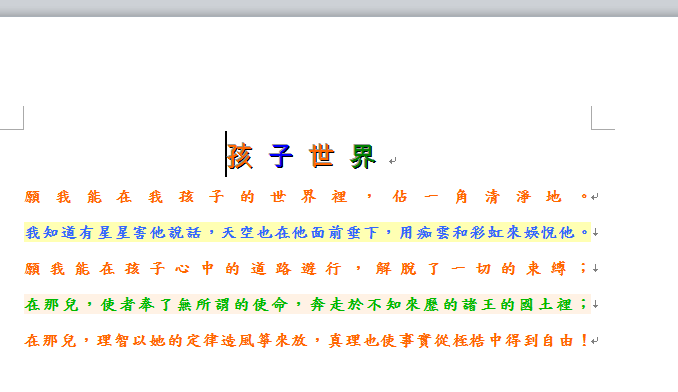 孩子世界
願我能在我孩子的世界裡，佔一角清淨地。
我知道有星星害他說話，天空也在他面前垂下，用痴雲和彩虹來娛悅他。
願我能在孩子心中的道路遊行，解脫了一切的束縛；
在那兒，使者奉了無所謂的使命，奔走於不知來歷的諸王的國土裡；
在那兒，理智以她的定律造風箏來放，真理也使事實從桎梏中得到自由！